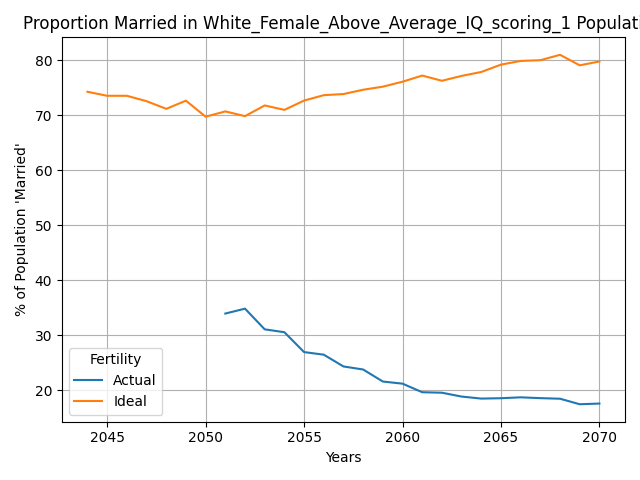 Proportion Married in White_Female_Above_Average_IQ_scoring_1 Populati
80
70
60
50
40
30
20
% of Population 'Married'
Fertility
Actual
Ideal
2045 2050 2055 2060 2065 2070
Years